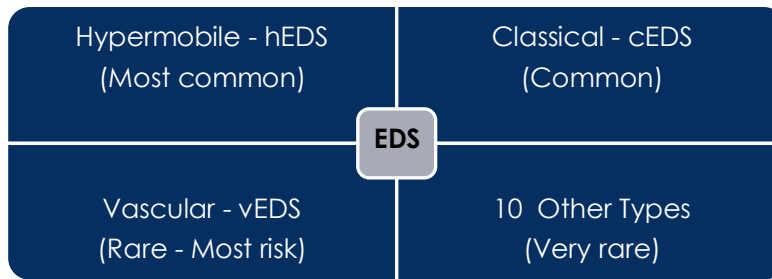 Hypermobile - hEDS
(Most common)
Classical - cEDS
(Common)
EDS
Vascular - vEDS
(Rare - Most risk)
10 Other Types
(Very rare)